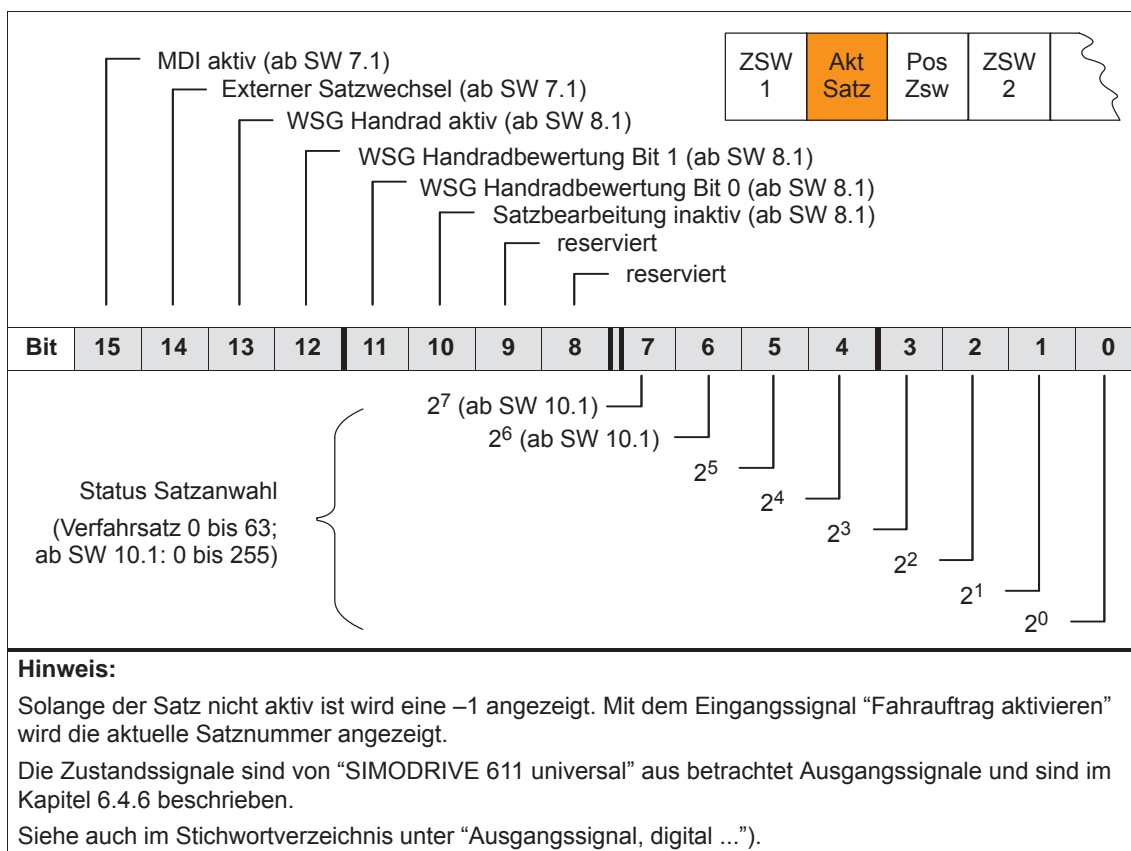 MDI aktiv (ab SW 7.1)
Externer Satzwechsel (ab SW 7.1)
WSG Handrad aktiv (ab SW 8.1)
WSG Handradbewertung Bit 1 (ab SW 8.1)
WSG Handradbewertung Bit 0 (ab SW 8.1)
Satzbearbeitung inaktiv (ab SW 8.1)
reserviert
reserviert
ZSW 1
Akt Satz
Pos Zsw
ZSW 2
Bit 15 14 13 12 11 10 9 8 7 6 5 4 3 2 1 0
2⁷ (ab SW 10.1)
2⁶ (ab SW 10.1)
2⁵
2⁴
2³
2²
2¹
2⁰
Status Satzanwahl
(Verfahrsatz 0 bis 63;
ab SW 10.1: 0 bis 255)
Hinweis:
Solange der Satz nicht aktiv ist wird eine –1 angezeigt. Mit dem Eingangssignal “Fahrauftrag aktivieren”
wird die aktuelle Satznummer angezeigt.
Die Zustandssignale sind von “SIMODRIVE 611 universal” aus betrachtet Ausgangssignale und sind im
Kapitel 6.4.6 beschrieben.
Siehe auch im Stichwortverzeichnis unter “Ausgangssignal, digital ...”).